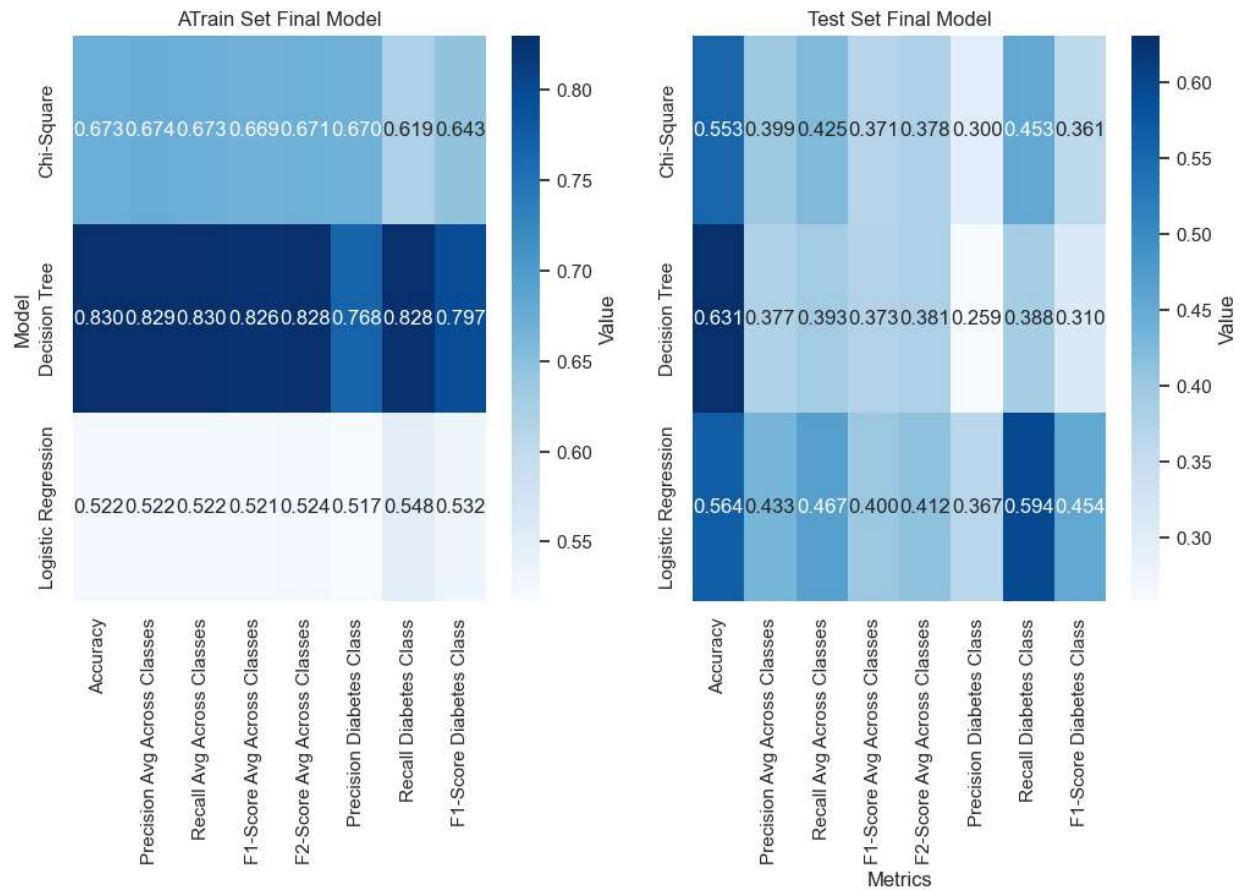 ATrain Set Final Model
Test Set Final Model
Model
Chi-Square
0.673 0.674 0.673 0.669 0.671 0.670 0.619 0.643
Decision Tree
0.830 0.829 0.830 0.826 0.828 0.768 0.828 0.797
Logistic Regression
0.522 0.522 0.522 0.521 0.524 0.517 0.548 0.532
Accuracy
Precision Avg Across Classes
Recall Avg Across Classes
F1-Score Avg Across Classes
F2-Score Avg Across Classes
Precision Diabetes Class
Recall Diabetes Class
F1-Score Diabetes Class
0.80
0.75
0.70
0.65
0.60
0.55
Value
Chi-Square
0.553 0.399 0.425 0.371 0.378 0.300 0.453 0.361
Decision Tree
0.631 0.377 0.393 0.373 0.381 0.259 0.388 0.310
Logistic Regression
0.564 0.433 0.467 0.400 0.412 0.367 0.594 0.454
Accuracy
Precision Avg Across Classes
Recall Avg Across Classes
F1-Score Avg Across Classes
F2-Score Avg Across Classes
Precision Diabetes Class
Recall Diabetes Class
F1-Score Diabetes Class
Metrics
0.60
0.55
0.50
0.45
0.40
0.35
0.30
Value